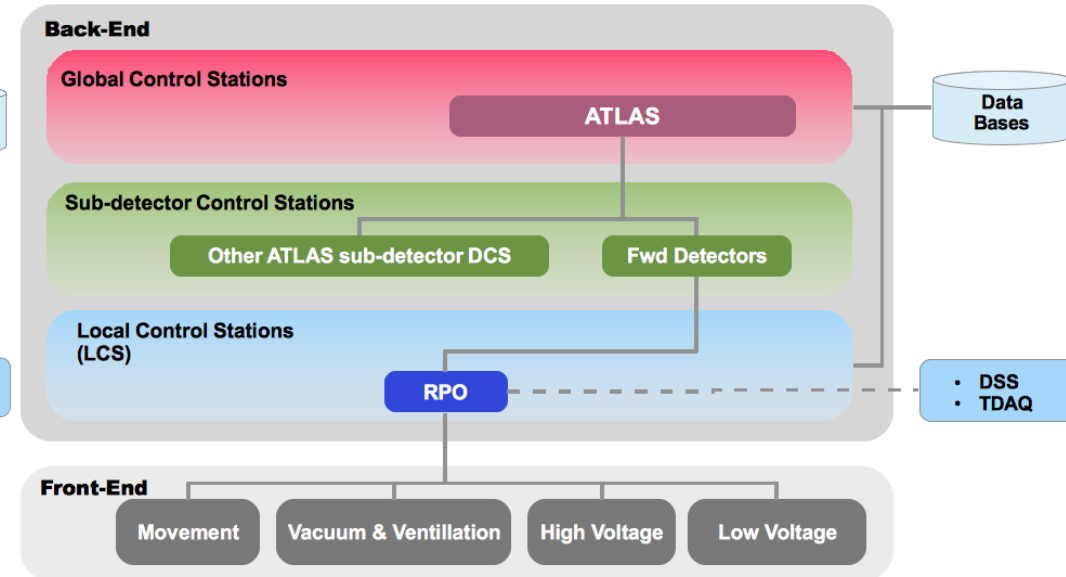 Back-End
Global Control Stations
ATLAS
Data
Bases
Sub-detector Control Stations
Other ATLAS sub-detector DCS
Fwd Detectors
Local Control Stations
(LCS)
RPO
• DSS
• TDAQ
Front-End
Movement
Vacuum & Ventillation
High Voltage
Low Voltage